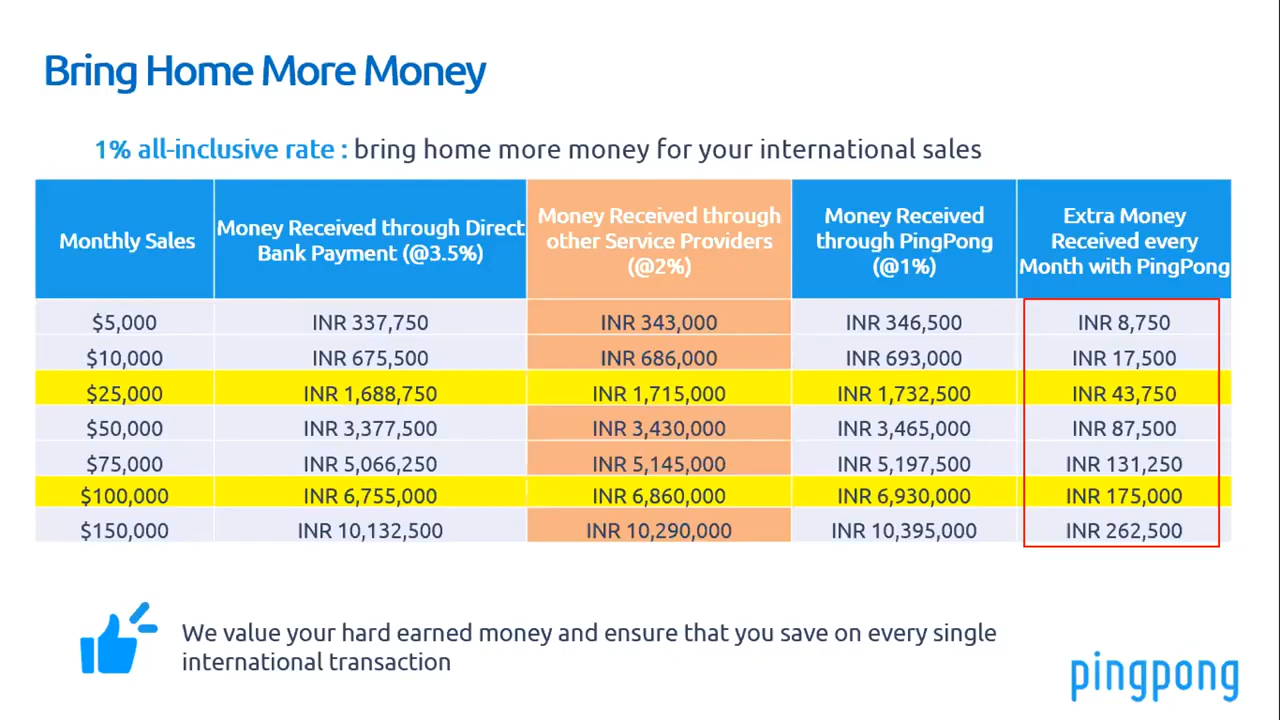 Bring Home More Money
1% all-inclusive rate : bring home more money for your international sales
Monthly Sales
Money Received through Direct
Bank Payment (@3.5%)
Money Received through
other Service Providers
(@2%)
Money Received
through PingPong
(@1%)
Extra Money
Received every
Month with PingPong
$5,000 INR 337,750 INR 343,000 INR 346,500 INR 8,750
$10,000 INR 675,500 INR 686,000 INR 693,000 INR 17,500
$25,000 INR 1,688,750 INR 1,715,000 INR 1,732,500 INR 43,750
$50,000 INR 3,377,500 INR 3,430,000 INR 3,465,000 INR 87,500
$75,000 INR 5,066,250 INR 5,145,000 INR 5,197,500 INR 131,250
$100,000 INR 6,755,000 INR 6,860,000 INR 6,930,000 INR 175,000
$150,000 INR 10,132,500 INR 10,290,000 INR 10,395,000 INR 262,500
We value your hard earned money and ensure that you save on every single
international transaction
pingpong